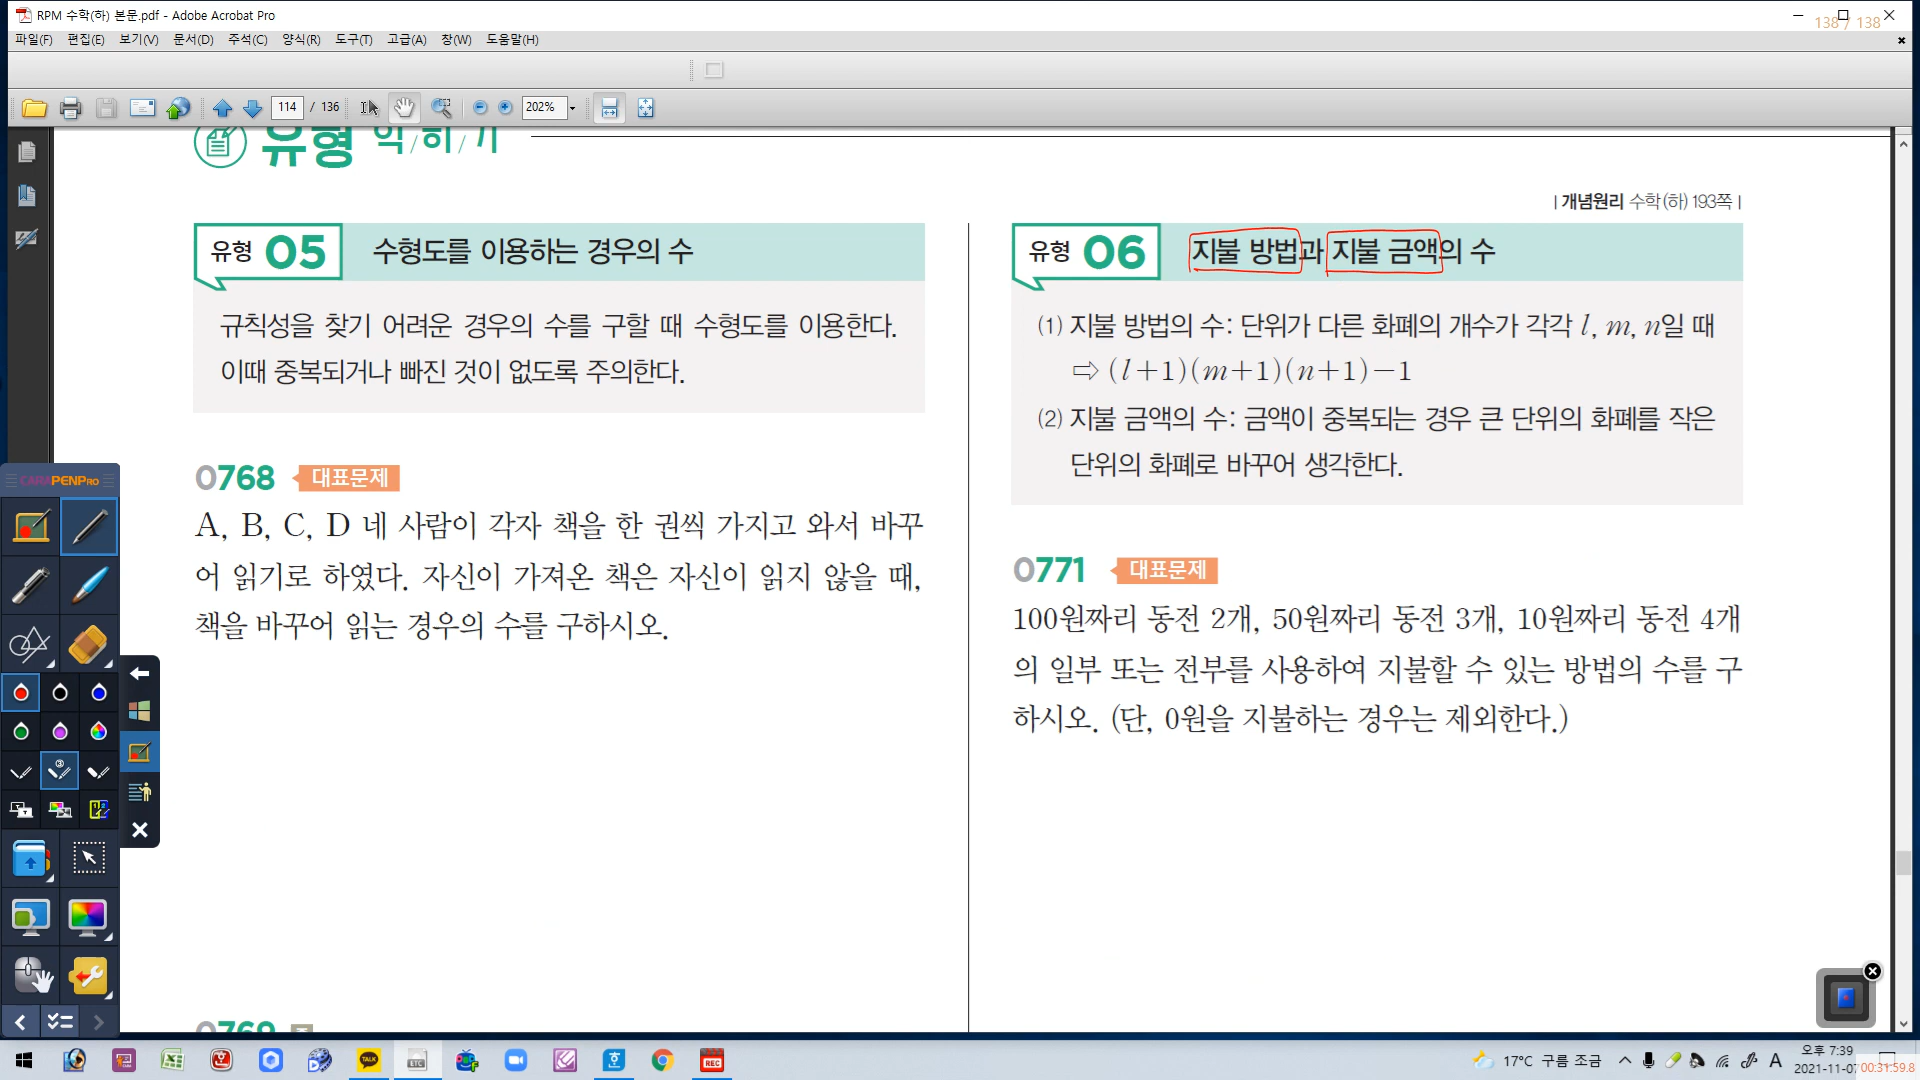 RPM 수학(하) 본문.pdf - Adobe Acrobat Pro
138 / 138
파일(F) 편집(E) 보기(V) 문서(D) 주석(C) 양식(R) 도구(T) 고급(A) 창(W) 도움말(H)
114 / 136 202%
유형 익/히/기
| 개념원리 수학(하) 193쪽 |
유형 05 수형도를 이용하는 경우의 수
규칙성을 찾기 어려운 경우의 수를 구할 때 수형도를 이용한다.
이때 중복되거나 빠진 것이 없도록 주의한다.
0768 대표문제
A, B, C, D 네 사람이 각자 책을 한 권씩 가지고 와서 바꾸
어 읽기로 하였다. 자신이 가져온 책은 자신이 읽지 않을 때,
책을 바꾸어 읽는 경우의 수를 구하시오.
0769 중
유형 06 지불 방법과 지불 금액의 수
(1) 지불 방법의 수: 단위가 다른 화폐의 개수가 각각 l, m, n일 때
⇨ (l+1)(m+1)(n+1)-1
(2) 지불 금액의 수: 금액이 중복되는 경우 큰 단위의 화폐를 작은
단위의 화폐로 바꾸어 생각한다.
0771 대표문제
100원짜리 동전 2개, 50원짜리 동전 3개, 10원짜리 동전 4개
의 일부 또는 전부를 사용하여 지불할 수 있는 방법의 수를 구
하시오. (단, 0원을 지불하는 경우는 제외한다.)
CARAPENPRO
TALK
REC
17°C 구름 조금
A
오후 7:39
2021-11-07
00:31:59.8